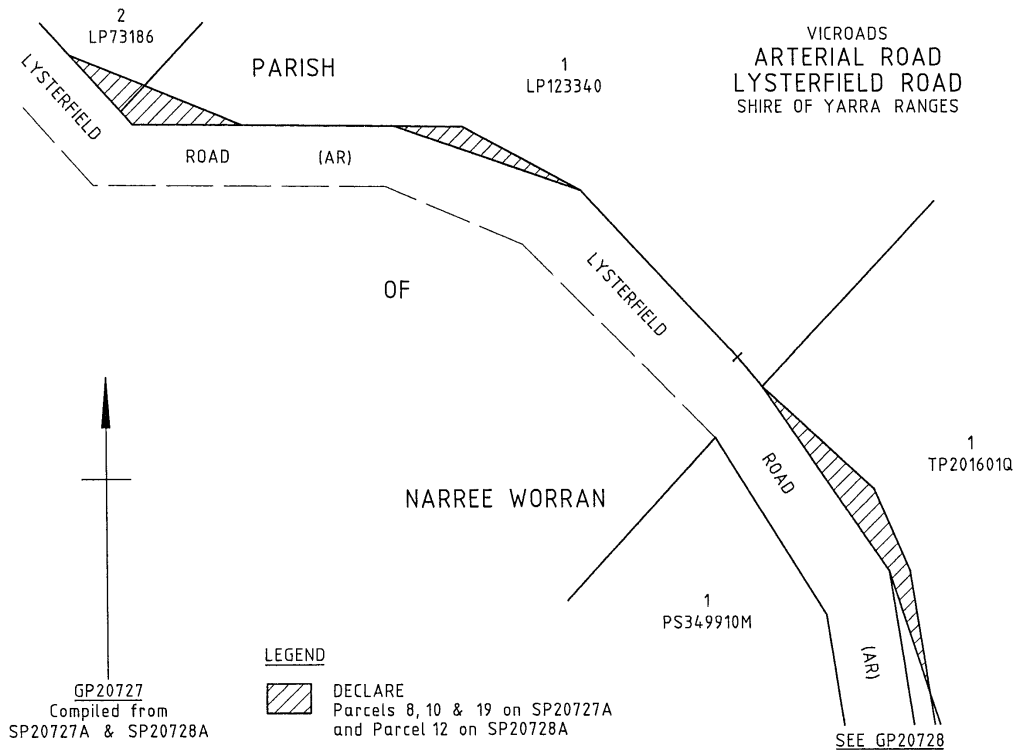 2
LP73186
PARISH
1
LP123340
VICROADS
ARTERIAL ROAD
LYSTERFIELD ROAD
SHIRE OF YARRA RANGES
LYSTERFIELD
ROAD
(AR)
LYSTERFIELD
OF
1
TP201601Q
ROAD
NARREE WORRAN
1
PS349910M
(AR)
LEGEND
DECLARE
Parcels 8, 10 & 19 on SP20727A
and Parcel 12 on SP20728A
GP20727
Compiled from
SP20727A & SP20728A
SEE GP20728